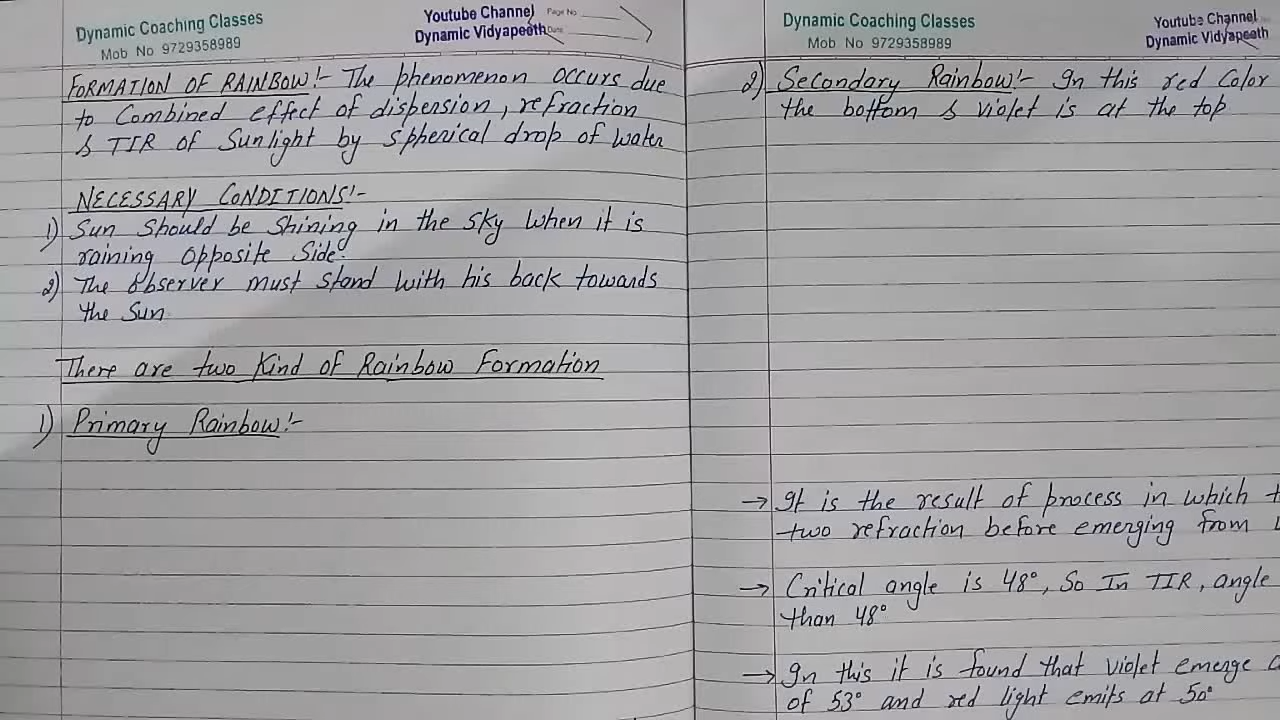 Dynamic Coaching Classes
Mob No 9729358989
Youtube Channel
Dynamic Vidyapeeth
Page No
Date
FORMATION OF RAINBOW!- The phenomenon occurs due
to Combined effect of dispension, refraction
& TIR of Sunlight by Spherical drop of water
NECESSARY CONDITIONS!-
1) Sun should be Shining in the sky when it is
raining opposite Side.
2) The observer must stand with his back towards
the Sun
There are two Kind of Rainbow Formation
1) Primary Rainbow!-
Dynamic Coaching Classes
Mob No 9729358989
Youtube Channel
Dynamic Vidyapeeth
2) Secondary Rainbow!- In this red Color
the bottom & violet is at the top
→ It is the result of process in which
two refraction before emerging from
→ Critical angle is 48°, So In TIR, angle
than 48°
→ In this it is found that violet emerge
of 53° and red light emits at 50°